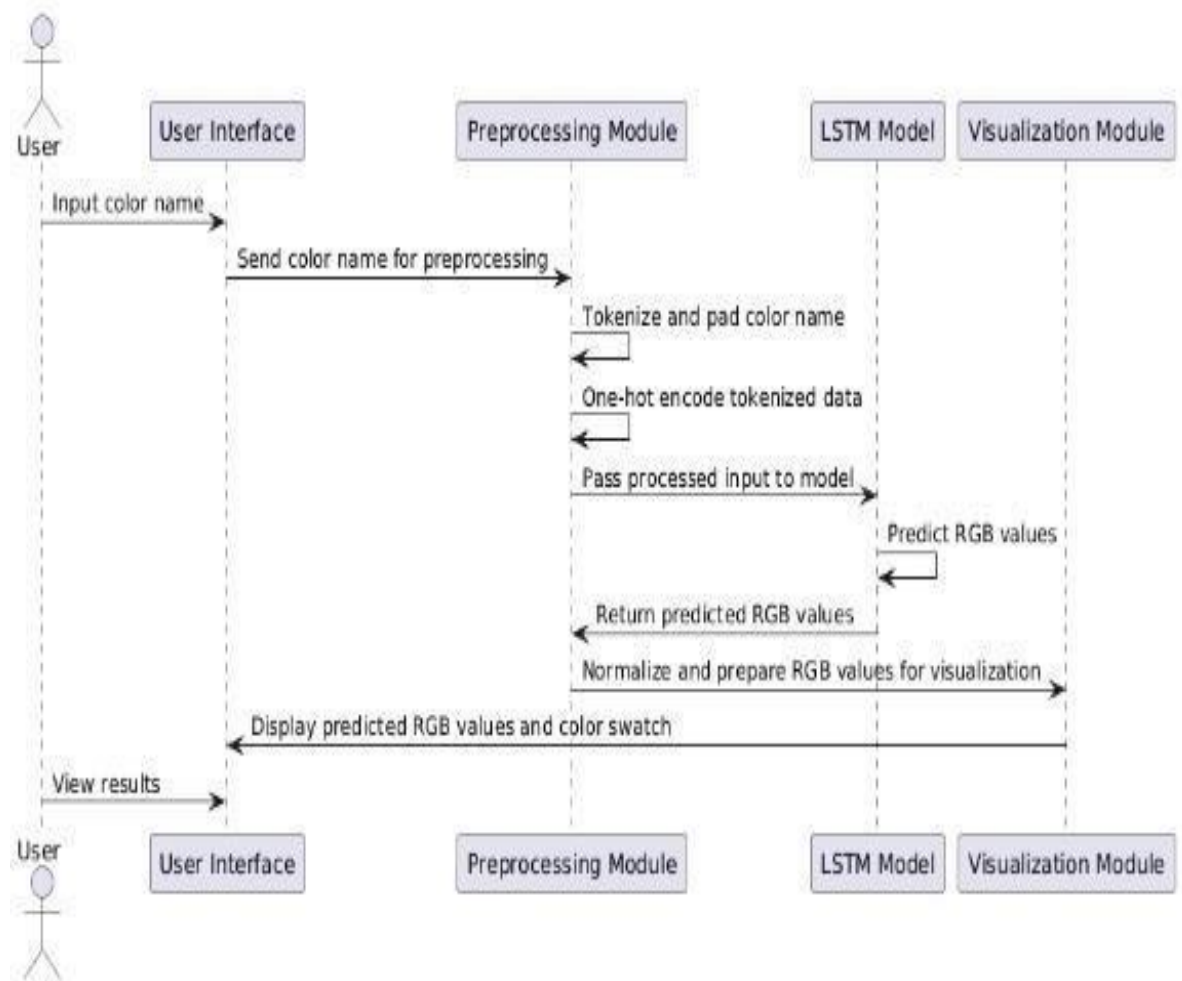 User
User Interface
Preprocessing Module
LSTM Model
Visualization Module
Input color name
Send color name for preprocessing
Tokenize and pad color name
One-hot encode tokenized data
Pass processed input to model
Predict RGB values
Return predicted RGB values
Normalize and prepare RGB values for visualization
Display predicted RGB values and color swatch
View results
User
User Interface
Preprocessing Module
LSTM Model
Visualization Module